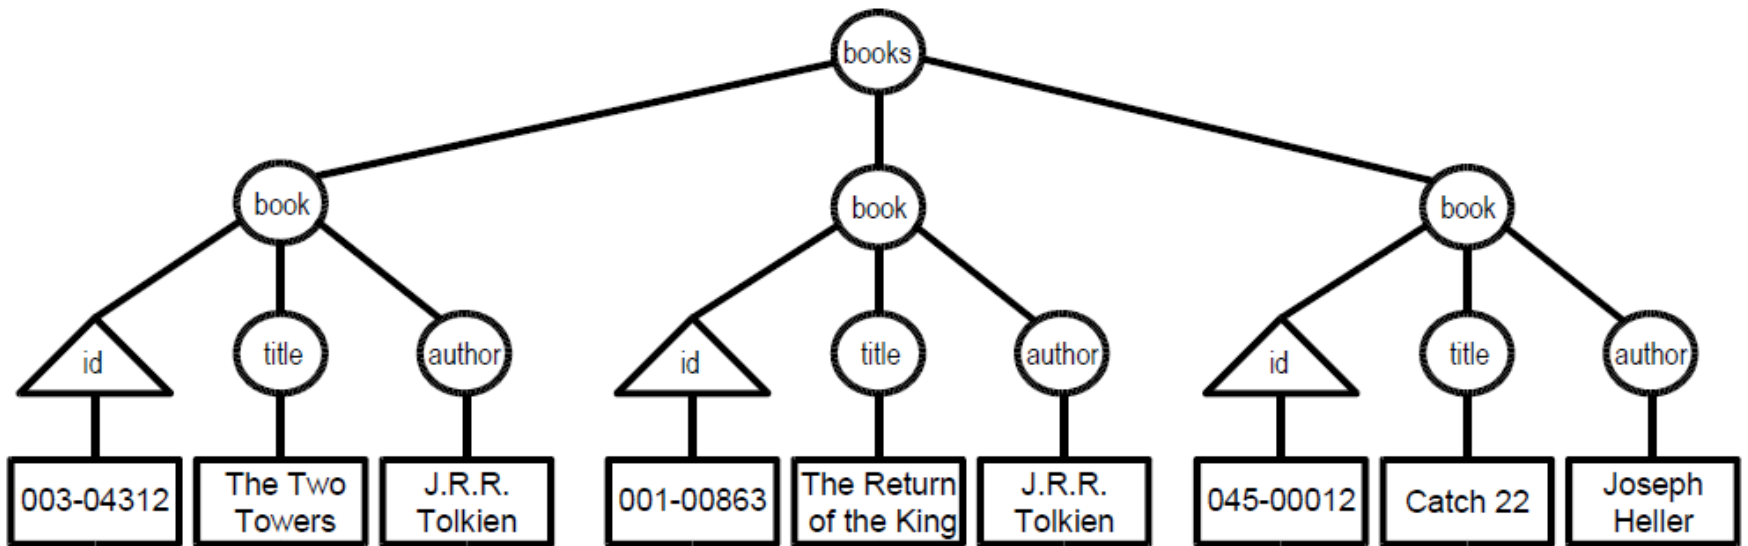 books
book
book
book
id
title
author
id
title
author
id
title
author
003-04312
The Two
Towers
J.R.R.
Tolkien
001-00863
The Return
of the King
J.R.R.
Tolkien
045-00012
Catch 22
Joseph
Heller